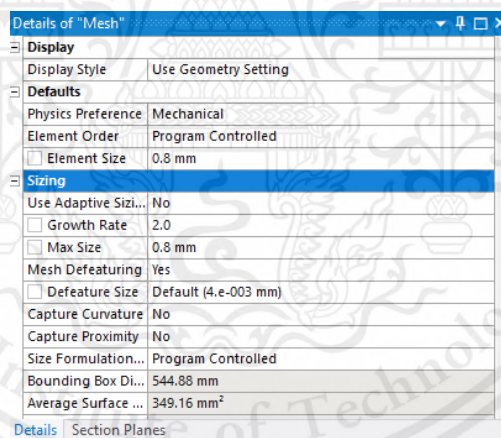 Details of "Mesh"
Display
Display Style Use Geometry Setting
Defaults
Physics Preference Mechanical
Element Order Program Controlled
Element Size 0.8 mm
Sizing
Use Adaptive Sizi... No
Growth Rate 2.0
Max Size 0.8 mm
Mesh Defeaturing Yes
Defeature Size Default (4.e-003 mm)
Capture Curvature No
Capture Proximity No
Size Formulation... Program Controlled
Bounding Box Di... 544.88 mm
Average Surface ... 349.16 mm²
Details Section Planes
of Technolo